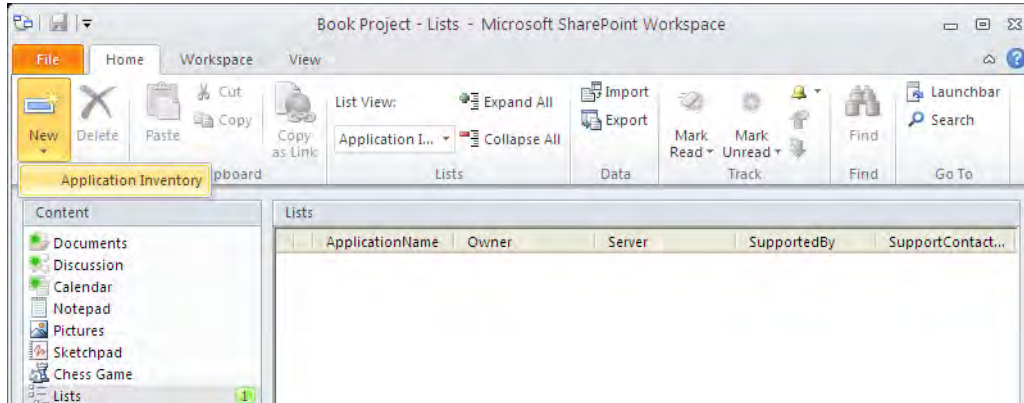 Book Project - Lists - Microsoft SharePoint Workspace
File Home Workspace View
New Delete Paste Cut Copy Copy as Link List View: Application I... Expand All Collapse All Import Export Mark Read Mark Unread Find Launchbar Search
pboard Lists Data Track Find Go To
Application Inventory
Content
Documents
Discussion
Calendar
Notepad
Pictures
Sketchpad
Chess Game
Lists 1
Lists
ApplicationName Owner Server SupportedBy SupportContact...